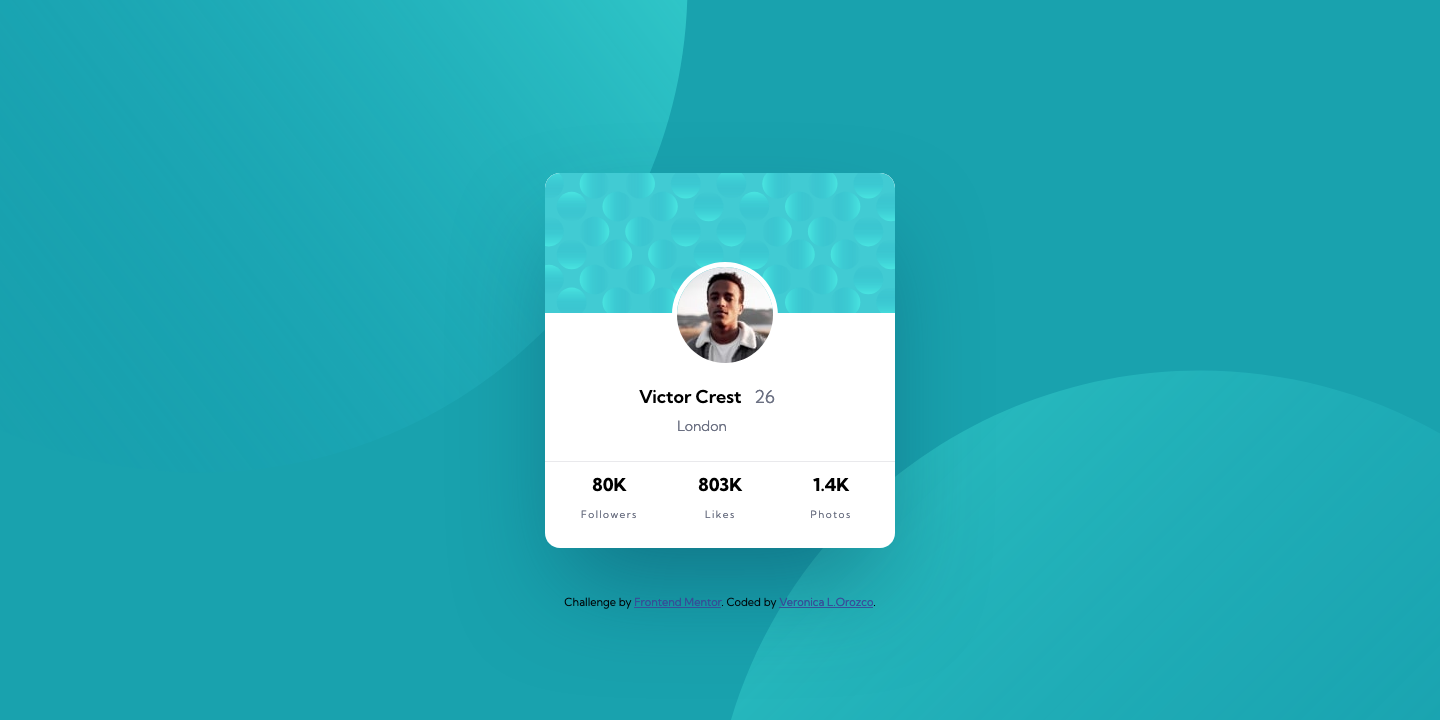 Victor Crest 26
London
80K 803K 1.4K
Followers Likes Photos
Challenge by Frontend Mentor. Coded by Veronica L.Orozco.